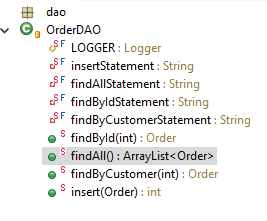 dao
OrderDAO
LOGGER : Logger
insertStatement : String
findAllStatement : String
findByIdStatement : String
findByCustomerStatement : String
findById(int) : Order
findAll() : ArrayList<Order>
findByCustomer(int) : Order
insert(Order) : int